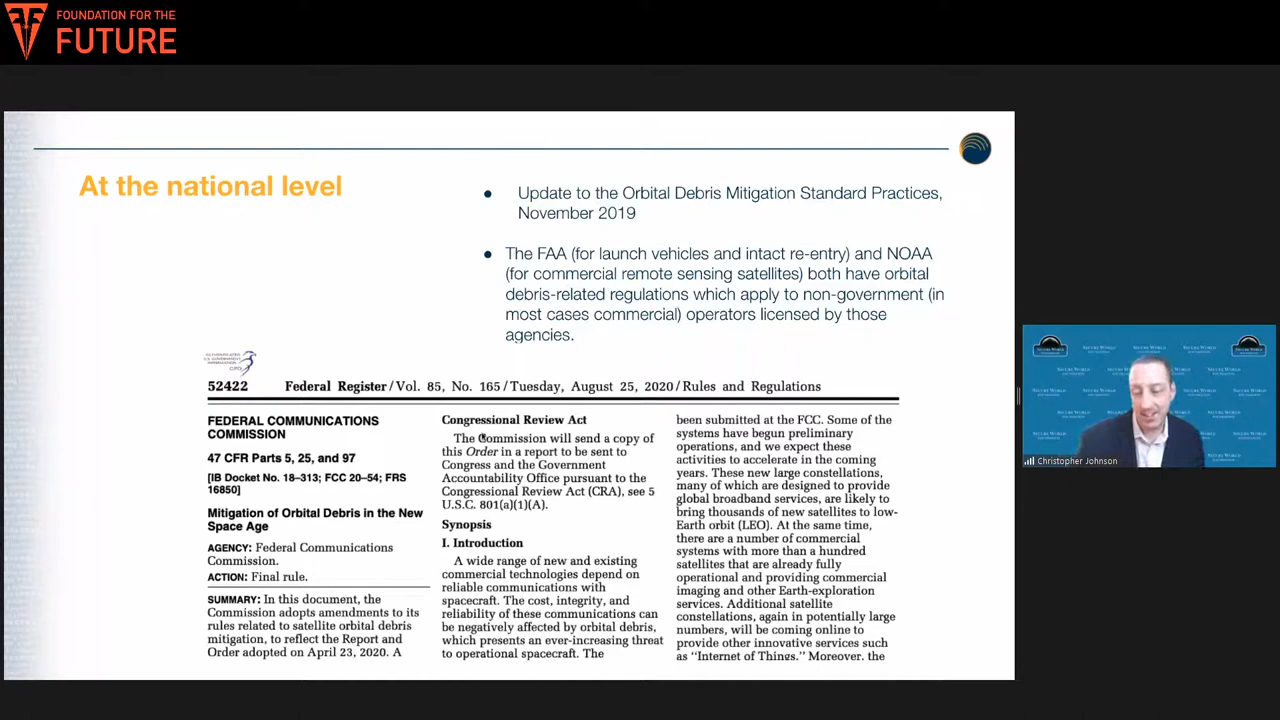 FOUNDATION FOR THE
FUTURE
At the national level
Update to the Orbital Debris Mitigation Standard Practices,
November 2019
The FAA (for launch vehicles and intact re-entry) and NOAA
(for commercial remote sensing satellites) both have orbital
debris-related regulations which apply to non-government (in
most cases commercial) operators licensed by those
agencies.
GPO
52422 Federal Register / Vol. 85, No. 165 / Tuesday, August 25, 2020 / Rules and Regulations
FEDERAL COMMUNICATIONS
COMMISSION
47 CFR Parts 5, 25, and 97
[IB Docket No. 18–313; FCC 20–54; FRS
16850]
Mitigation of Orbital Debris in the New
Space Age
AGENCY: Federal Communications
Commission.
ACTION: Final rule.
SUMMARY: In this document, the
Commission adopts amendments to its
rules related to satellite orbital debris
mitigation, to reflect the Report and
Order adopted on April 23, 2020. A
Congressional Review Act
The Commission will send a copy of
this Order in a report to be sent to
Congress and the Government
Accountability Office pursuant to the
Congressional Review Act (CRA), see 5
U.S.C. 801(a)(1)(A).
Synopsis
I. Introduction
A wide range of new and existing
commercial technologies depend on
reliable communications with
spacecraft. The cost, integrity, and
reliability of these communications can
be negatively affected by orbital debris,
which presents an ever-increasing threat
to operational spacecraft. The
been submitted at the FCC. Some of the
systems have begun preliminary
operations, and we expect these
activities to accelerate in the coming
years. These new large constellations,
many of which are designed to provide
global broadband services, are likely to
bring thousands of new satellites to low-
Earth orbit (LEO). At the same time,
there are a number of commercial
systems with more than a hundred
satellites that are already fully
operational and providing commercial
imaging and other Earth-exploration
services. Additional satellite
constellations, again in potentially large
numbers, will be coming online to
provide other innovative services such
as “Internet of Things.” Moreover, the
SECURE WORLD
Christopher Johnson